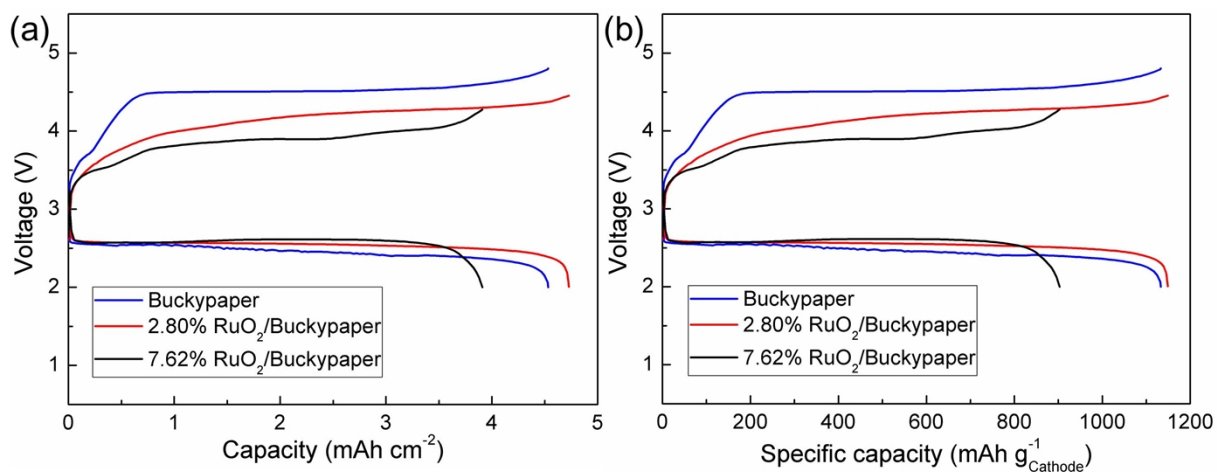 (a)
5
4
3
2
1
Voltage (V)
Buckypaper
2.80% RuO₂/Buckypaper
7.62% RuO₂/Buckypaper
0 1 2 3 4 5
Capacity (mAh cm⁻²)
(b)
5
4
3
2
1
Voltage (V)
Buckypaper
2.80% RuO₂/Buckypaper
7.62% RuO₂/Buckypaper
0 200 400 600 800 1000 1200
Specific capacity (mAh g⁻¹Cathode)